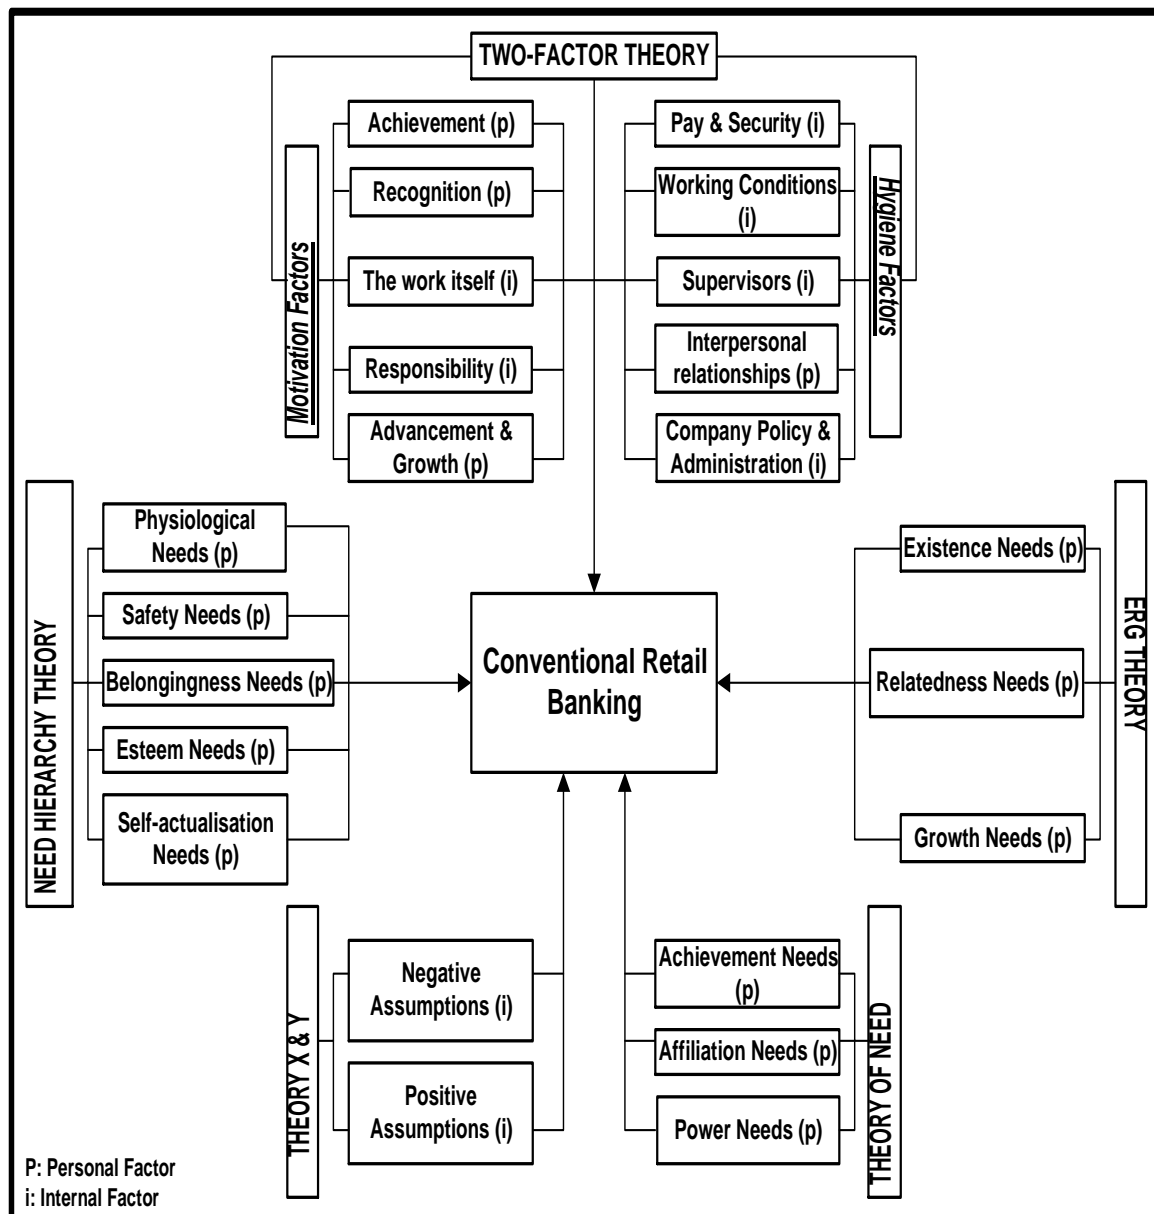 TWO-FACTOR THEORY
Motivation Factors
Achievement (p)
Recognition (p)
The work itself (i)
Responsibility (i)
Advancement &
Growth (p)
Pay & Security (i)
Working Conditions
(i)
Supervisors (i)
Interpersonal
relationships (p)
Company Policy &
Administration (i)
Hygiene Factors
NEED HIERARCHY THEORY
Physiological
Needs (p)
Safety Needs (p)
Belongingness Needs (p)
Esteem Needs (p)
Self-actualisation
Needs (p)
Conventional Retail
Banking
Existence Needs (p)
Relatedness Needs (p)
Growth Needs (p)
ERG THEORY
THEORY X & Y
Negative
Assumptions (i)
Positive
Assumptions (i)
Achievement Needs
(p)
Affiliation Needs (p)
Power Needs (p)
THEORY OF NEED
P: Personal Factor
i: Internal Factor